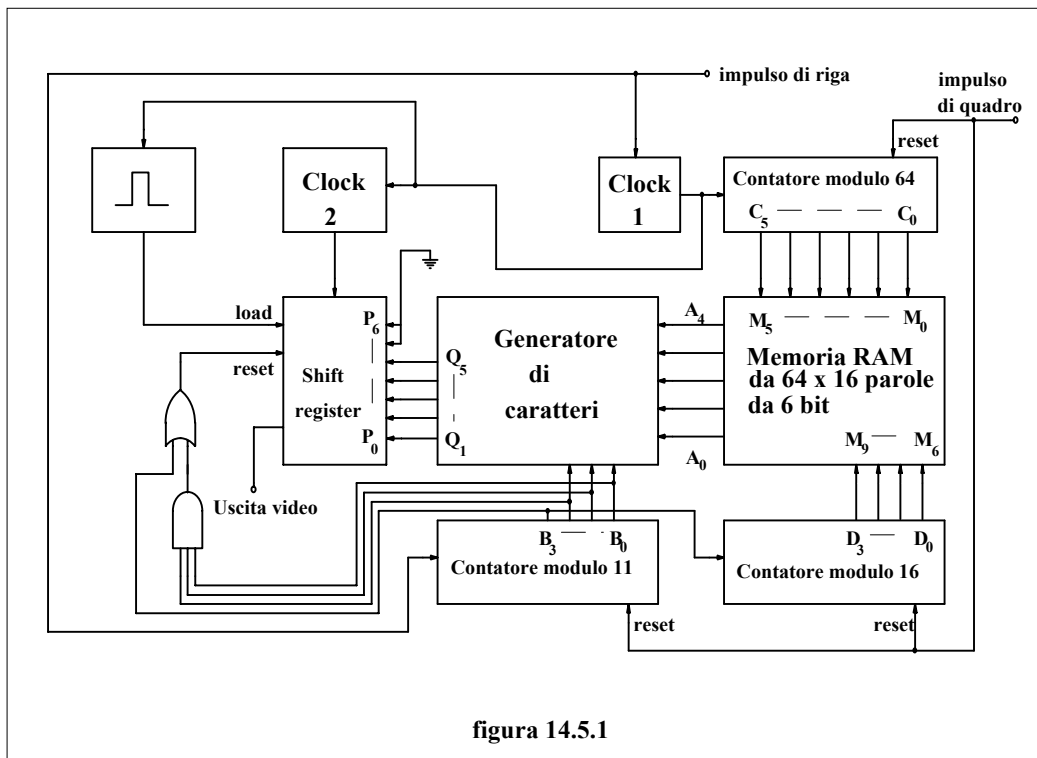 impulso di riga
impulso
di quadro
reset
Clock
2
Clock
1
Contatore modulo 64
C5 — — — C0
load
P6
A4
M5 — — — M0
Generatore
di
caratteri
Memoria RAM
da 64 x 16 parole
da 6 bit
reset
Shift
register
Q5
P0
Q1
M9 — M6
A0
Uscita video
B3 — - B0
D3 — D0
Contatore modulo 11
Contatore modulo 16
reset
reset
figura 14.5.1